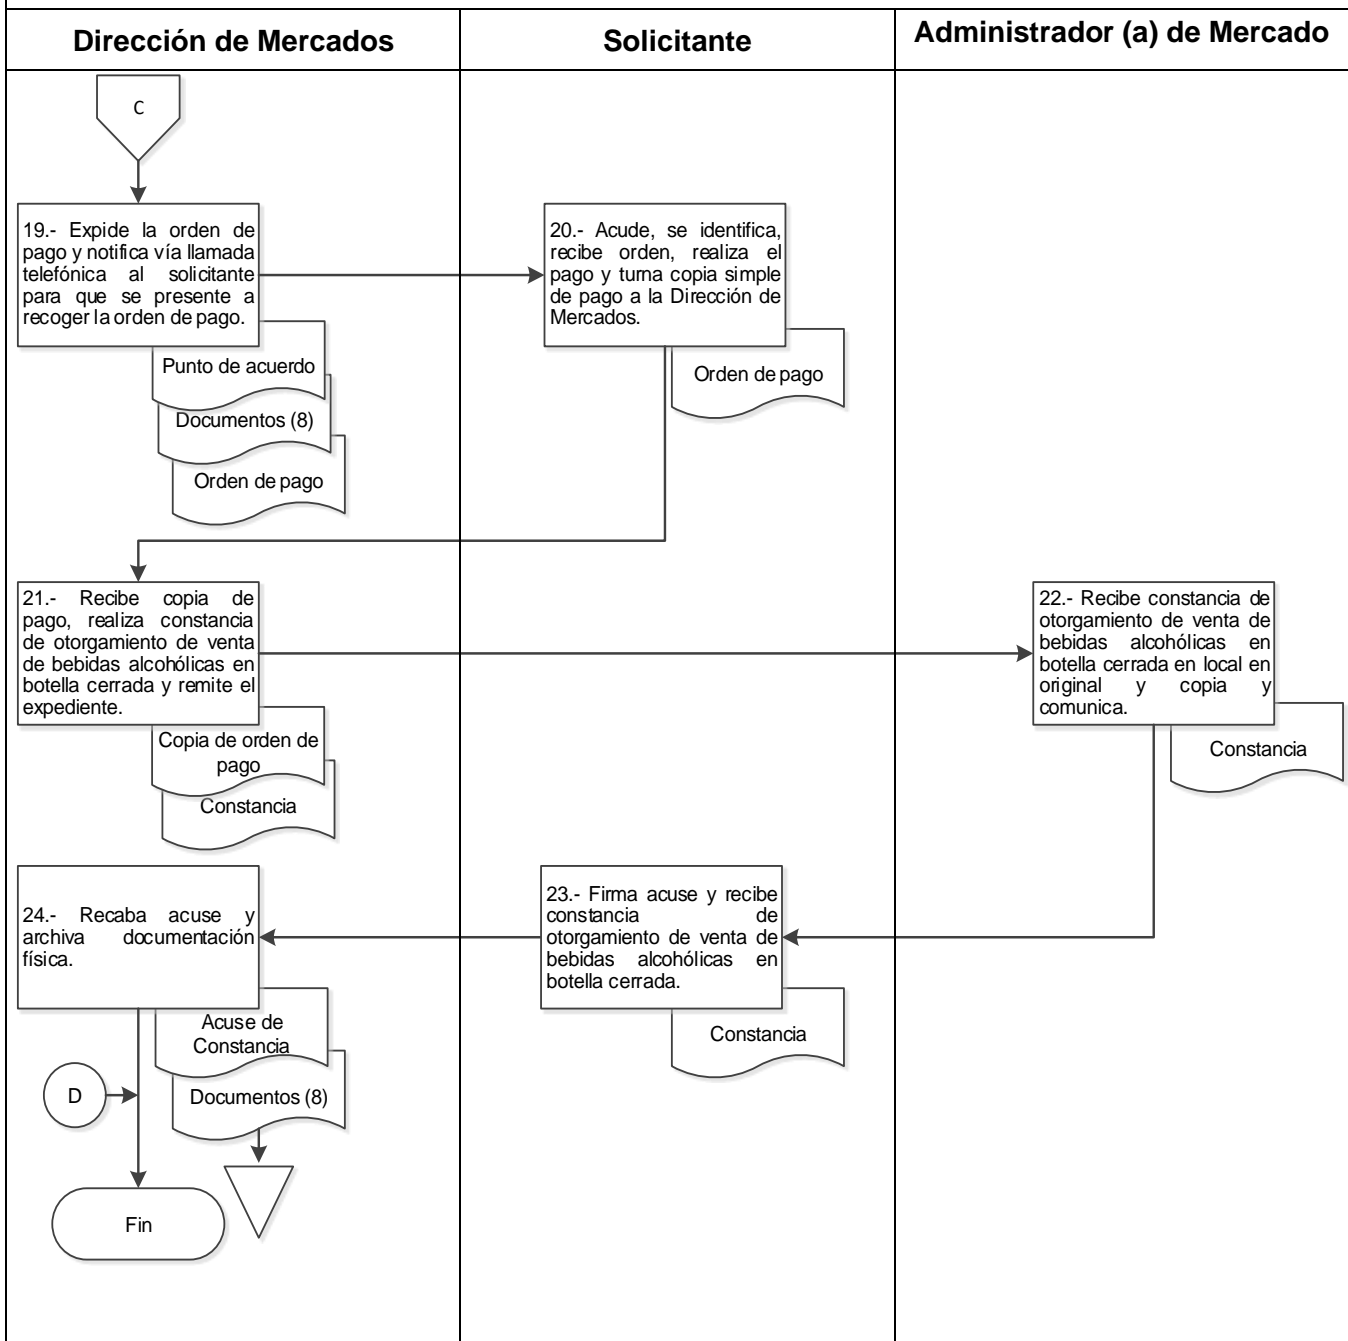 Dirección de Mercados
Solicitante
Administrador (a) de Mercado
C
19.- Expide la orden de
pago y notifica vía llamada
telefónica al solicitante
para que se presente a
recoger la orden de pago.
Punto de acuerdo
Documentos (8)
Orden de pago
20.- Acude, se identifica,
recibe orden, realiza el
pago y turna copia simple
de pago a la Dirección de
Mercados.
Orden de pago
21.- Recibe copia de
pago, realiza constancia
de otorgamiento de venta
de bebidas alcohólicas en
botella cerrada y remite el
expediente.
Copia de orden de
pago
Constancia
22.- Recibe constancia de
otorgamiento de venta de
bebidas alcohólicas en
botella cerrada en local en
original y copia y
comunica.
Constancia
23.- Firma acuse y recibe
constancia de
otorgamiento de venta de
bebidas alcohólicas en
botella cerrada.
Constancia
24.- Recaba acuse y
archiva documentación
física.
Acuse de
Constancia
Documentos (8)
D
Fin